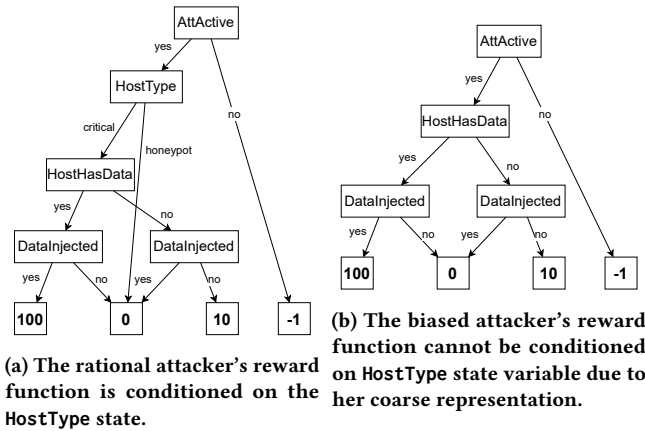 AttActive
yes
no
HostType
critical
honeypot
HostHasData
yes
no
DataInjected
DataInjected
yes
no
yes
no
100
0
10
-1
(a) The rational attacker's reward
function is conditioned on the
HostType state.
AttActive
yes
no
HostHasData
yes
no
DataInjected
DataInjected
yes
no
yes
no
100
0
10
-1
(b) The biased attacker's reward
function cannot be conditioned
on HostType state variable due to
her coarse representation.